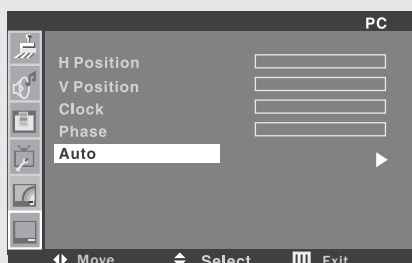 PC
H Position
V Position
Clock
Phase
Auto
Move Select Exit